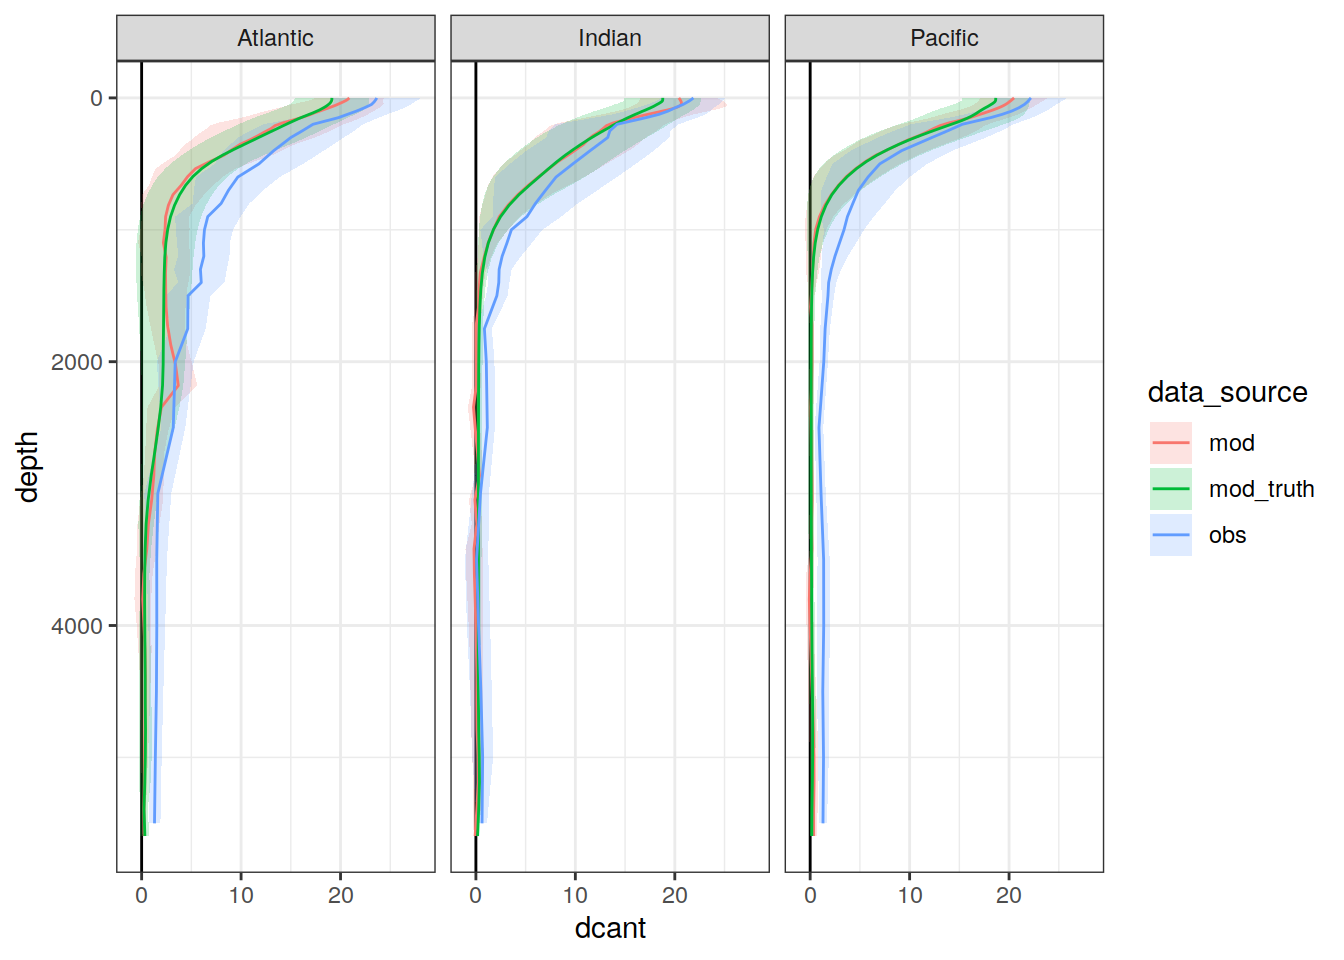 Atlantic Indian Pacific
0
2000
4000
depth
0 10 20 0 10 20 0 10 20
dcant
data_source
mod
mod_truth
obs